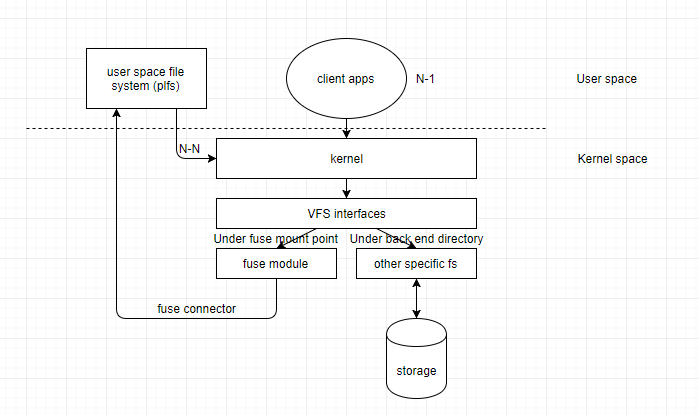 user space file
system (plfs)
client apps
N-1
User space
N-N
kernel
Kernel space
VFS interfaces
Under fuse mount point
Under back end directory
fuse module
other specific fs
fuse connector
storage